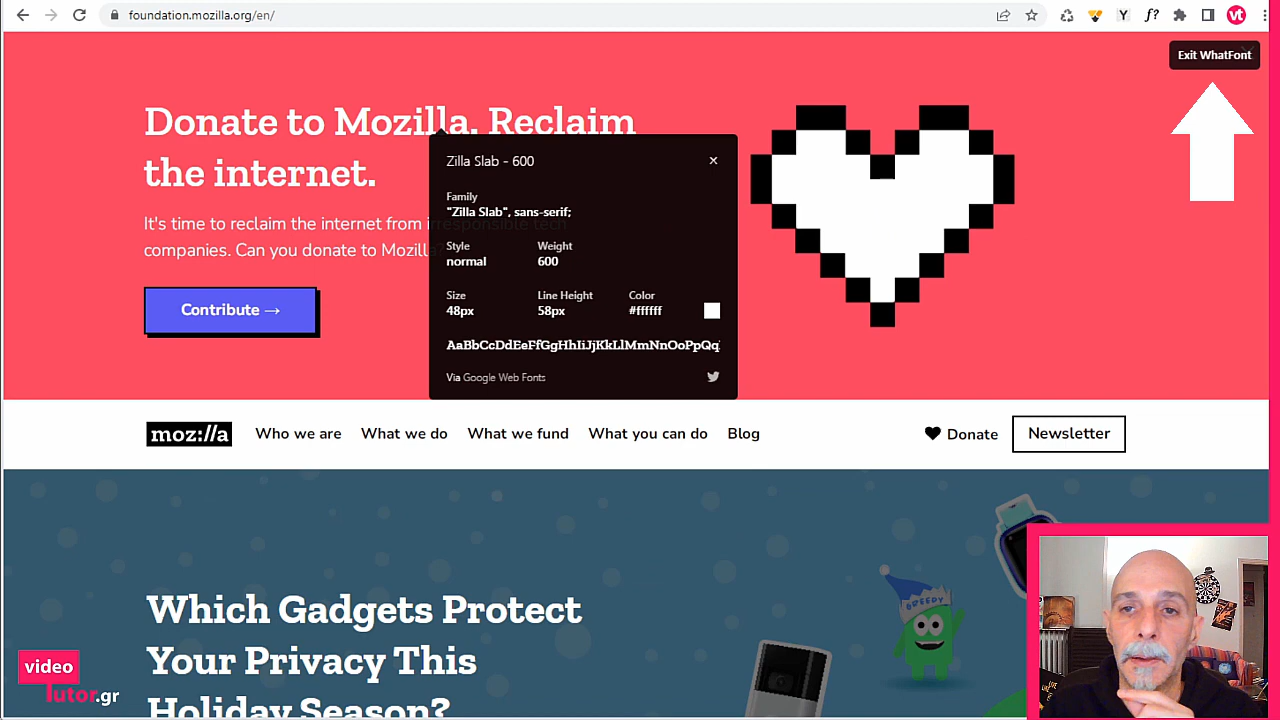 foundation.mozilla.org/en/
Exit WhatFont
Donate to Mozilla. Reclaim
the internet.
It's time to reclaim the internet from irresponsible tech
companies. Can you donate to Mozilla
Contribute →
Zilla Slab - 600
Family
"Zilla Slab", sans-serif;
Style
Weight
normal
600
Size
Line Height
Color
48px
58px
#ffffff
AaBbCcDdEeFfGgHhIiJjKkLlMmNnOoPpQq
Via Google Web Fonts
moz://a
Who we are
What we do
What we fund
What you can do
Blog
Donate
Newsletter
Which Gadgets Protect
Your Privacy This
Holiday Season?
BREEPY
video
Tutor.gr